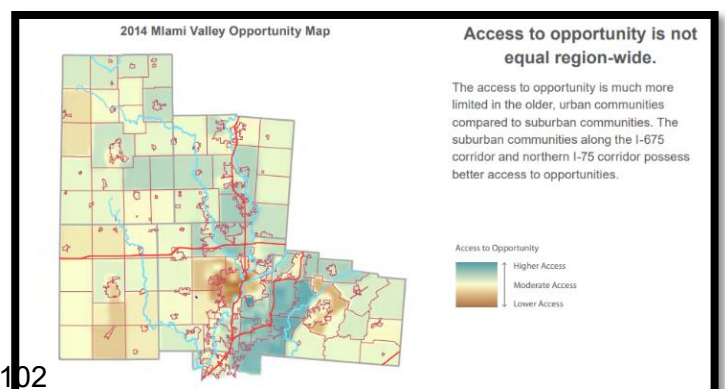 2014 MIami Valley Opportunity Map
Access to opportunity is not
equal region-wide.
The access to opportunity is much more
limited in the older, urban communities
compared to suburban communities. The
suburban communities along the I-675
corridor and northern I-75 corridor possess
better access to opportunities.
Access to Opportunity
Higher Access
Moderate Access
Lower Access
102